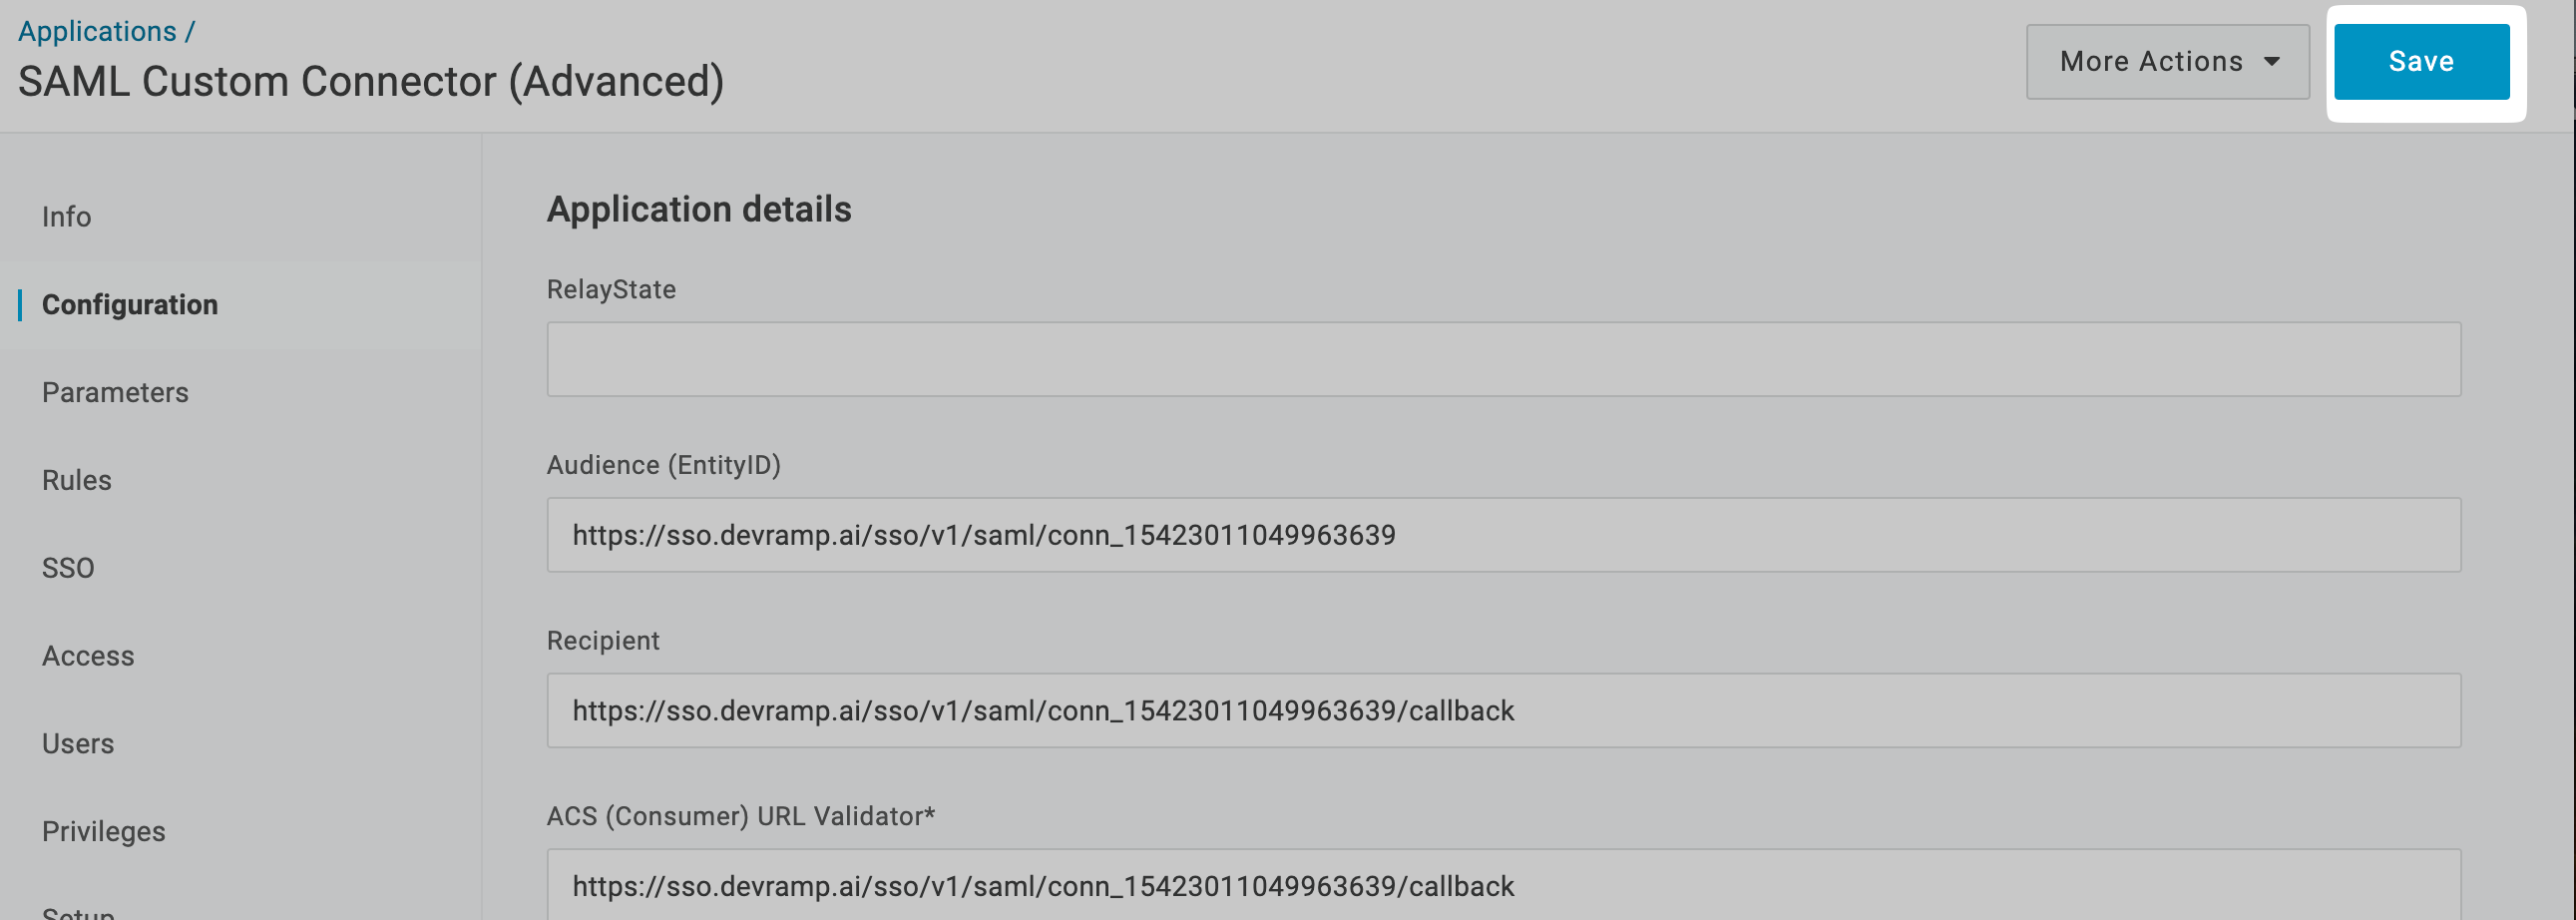 Applications /
SAML Custom Connector (Advanced)
More Actions
Save
Info
Configuration
Parameters
Rules
SSO
Access
Users
Privileges
Setup
Application details
RelayState
Audience (EntityID)
https://sso.devramp.ai/sso/v1/saml/conn_15423011049963639
Recipient
https://sso.devramp.ai/sso/v1/saml/conn_15423011049963639/callback
ACS (Consumer) URL Validator*
https://sso.devramp.ai/sso/v1/saml/conn_15423011049963639/callback